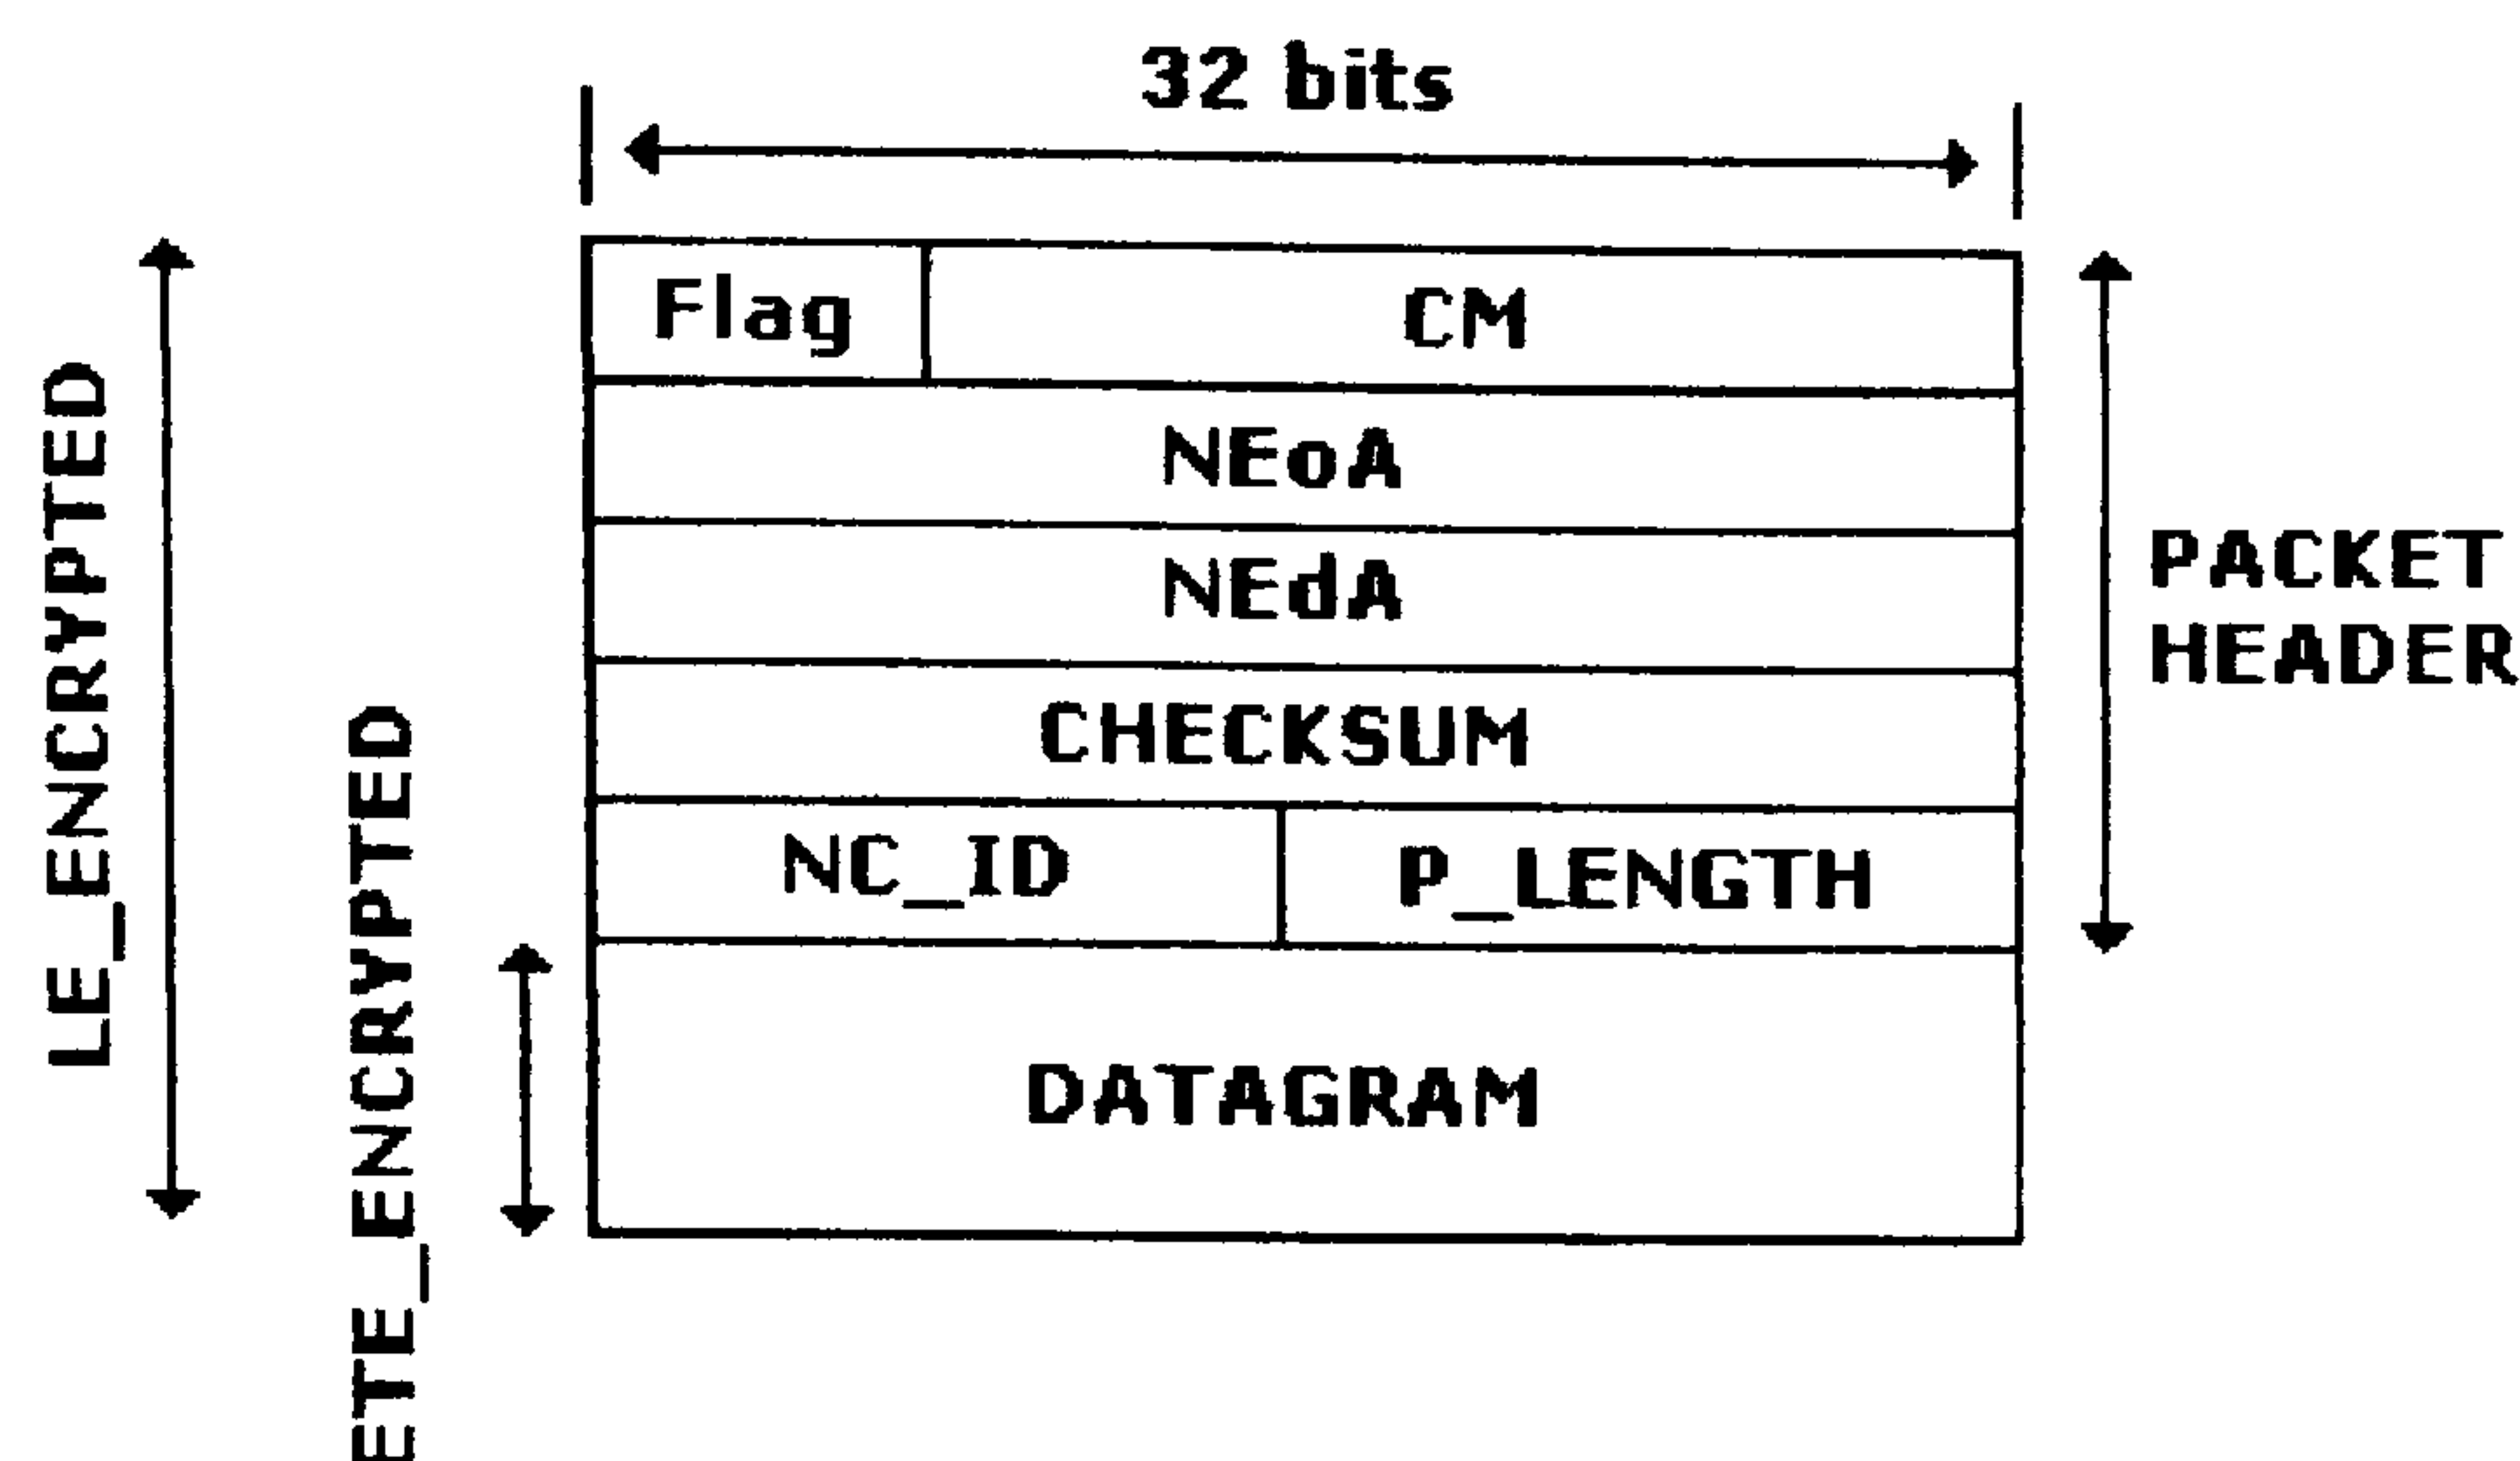 32 bits
Flag CM
NEoA
NEdA
CHECKSUM
NC_ID P_LENGTH
DATAGRAM
PACKET
HEADER
LE_ENCRYPTED
ETE_ENCRYPTED